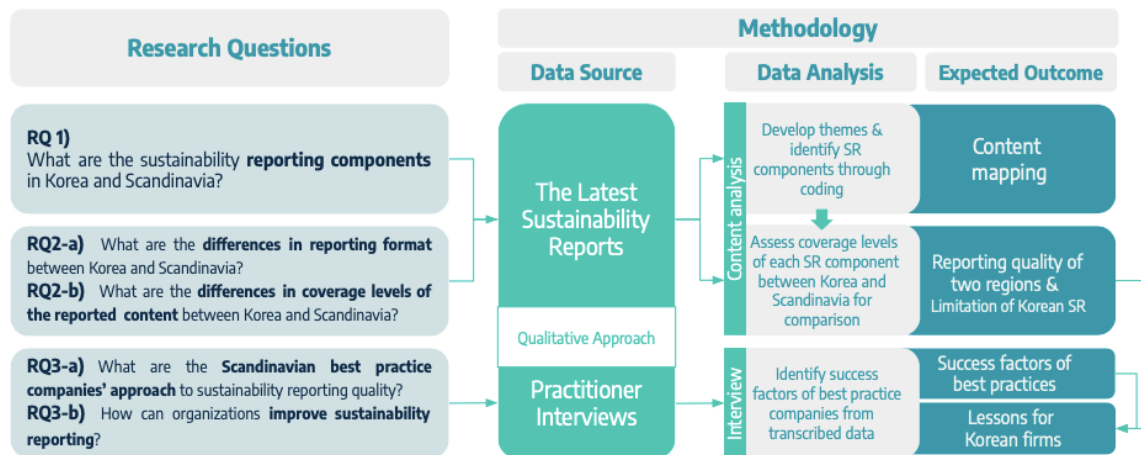 Research Questions
Methodology
Data Source
Data Analysis
Expected Outcome
RQ 1)
What are the sustainability reporting components
in Korea and Scandinavia?
RQ2-a) What are the differences in reporting format
between Korea and Scandinavia?
RQ2-b) What are the differences in coverage levels of
the reported content between Korea and Scandinavia?
RQ3-a) What are the Scandinavian best practice
companies' approach to sustainability reporting quality?
RQ3-b) How can organizations improve sustainability
reporting?
The Latest
Sustainability
Reports
Qualitative Approach
Practitioner
Interviews
Content analysis
Develop themes &
identify SR
components through
coding
Assess coverage levels
of each SR component
between Korea and
Scandinavia for
comparison
Interview
Identify success
factors of best practice
companies from
transcribed data
Content
mapping
Reporting quality of
two regions &
Limitation of Korean SR
Success factors of
best practices
Lessons for
Korean firms